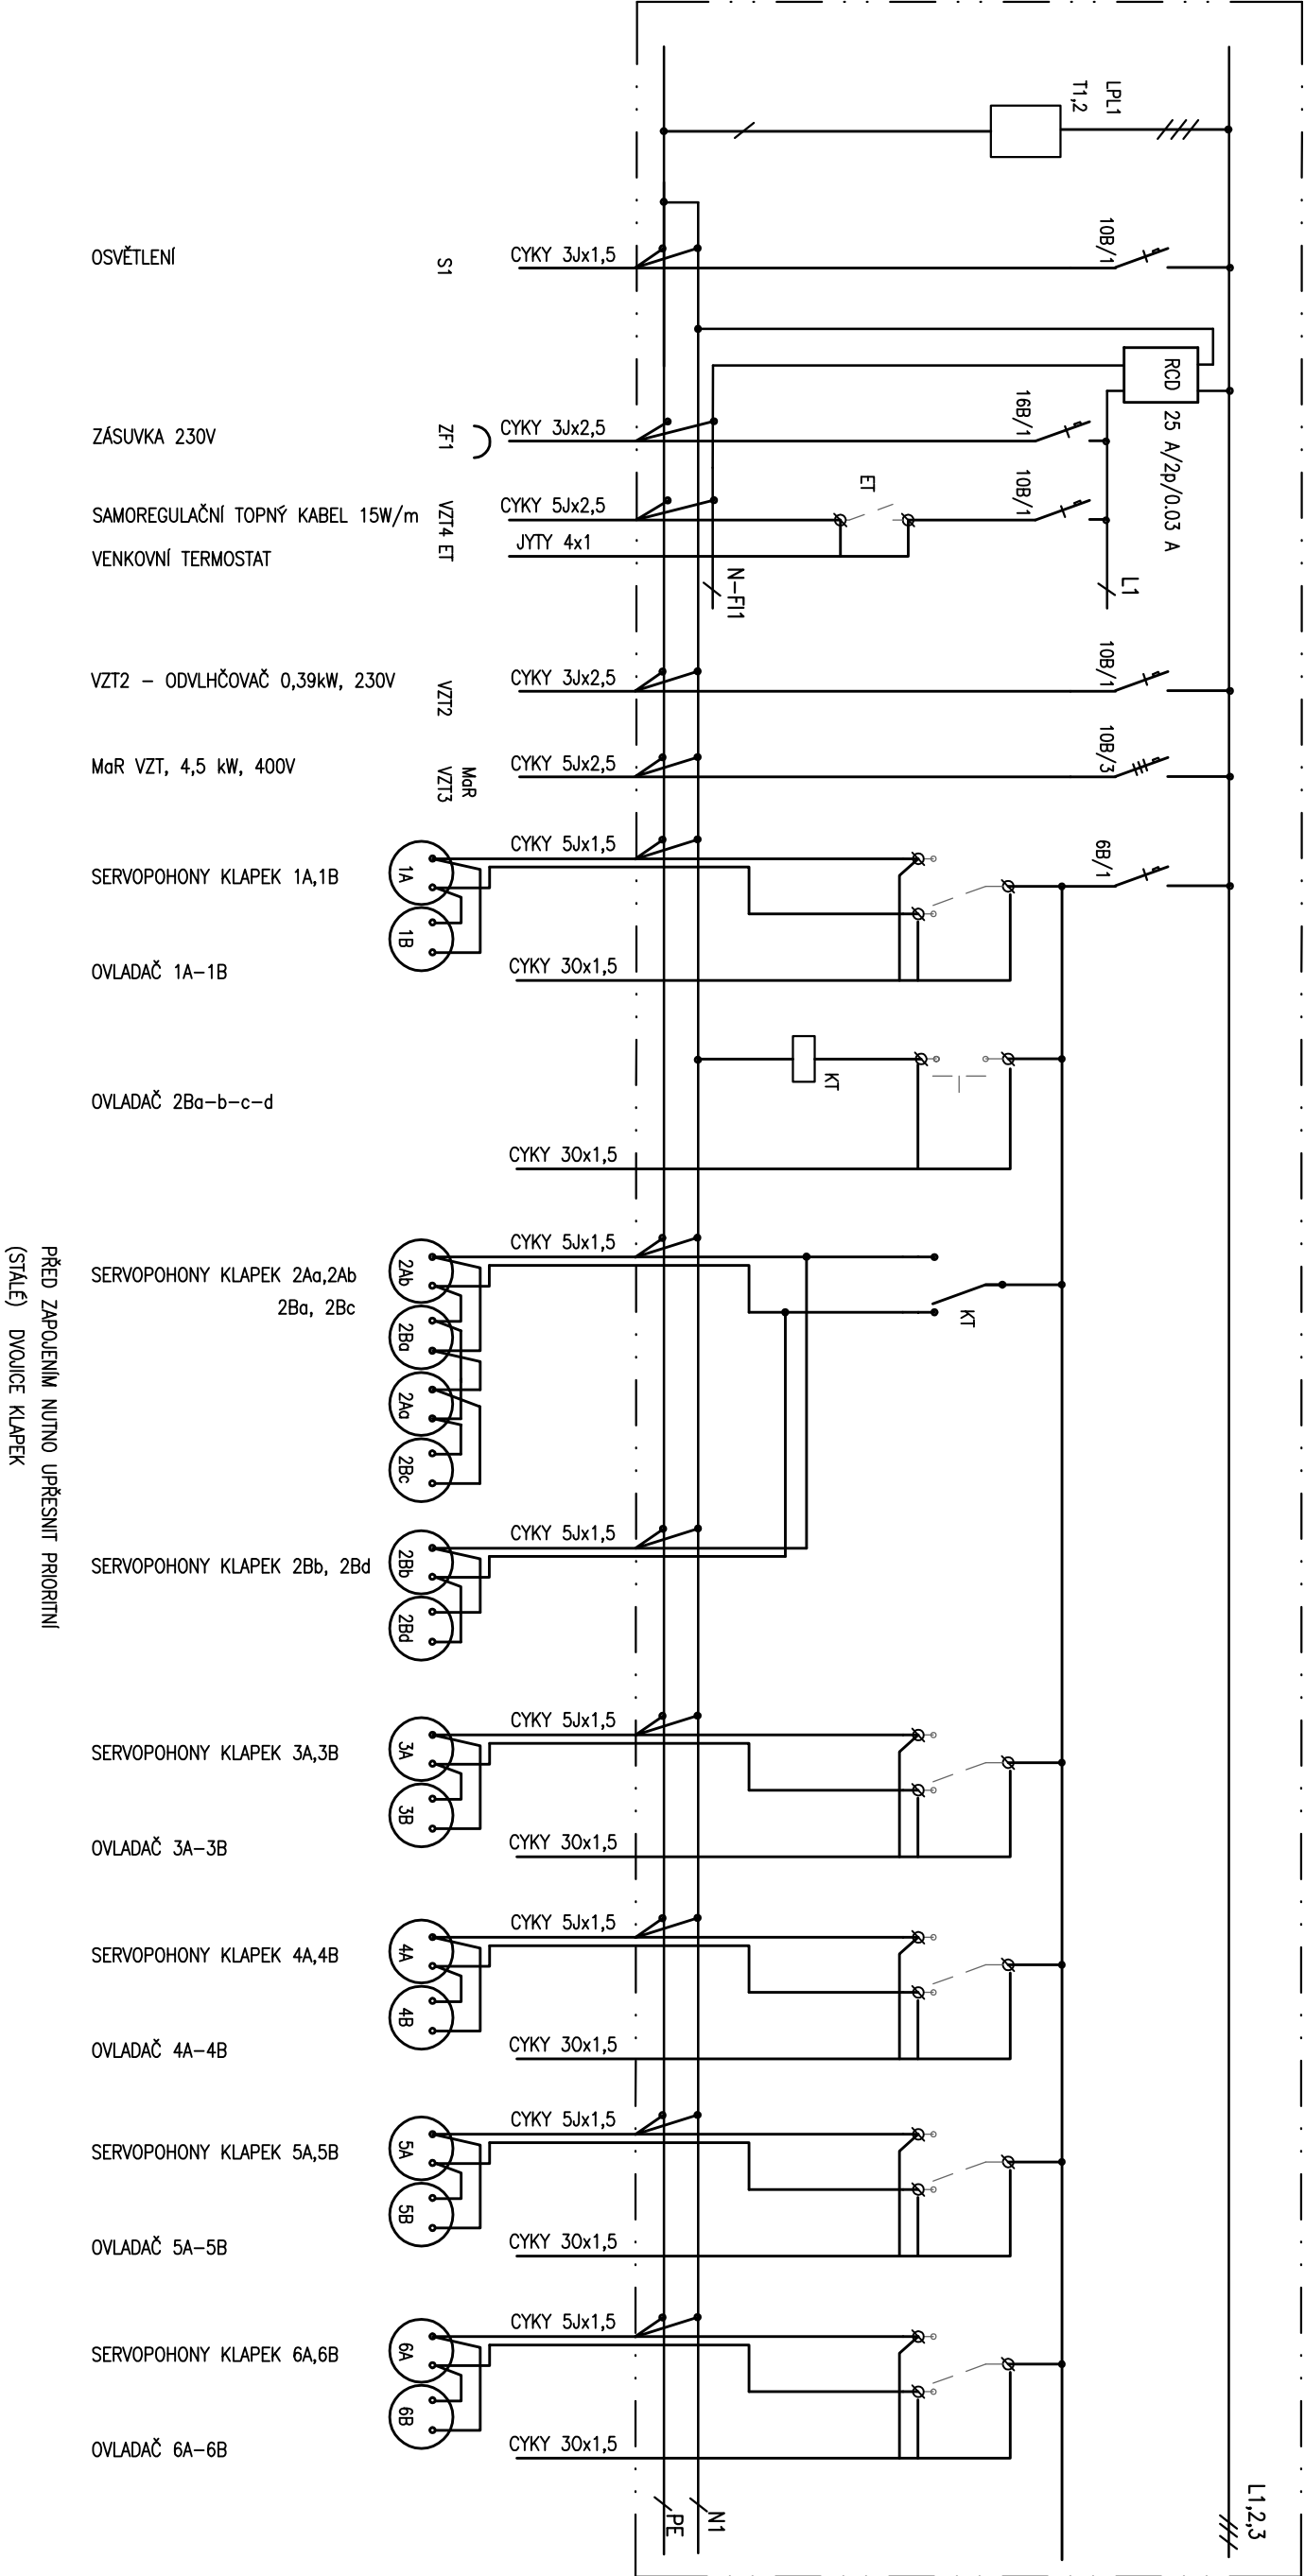 LPL1
T1,2
10B/1
OSVĚTLENÍ
S1
CYKY 3Jx1,5
RCD
25 A/2p/0.03 A
16B/1
ZÁSUVKA 230V
ZF1
CYKY 3Jx2,5
ET
10B/1
SAMOREGULAČNÍ TOPNÝ KABEL 15W/m
VZT4 ET
CYKY 5Jx2,5
VENKOVNÍ TERMOSTAT
JYTY 4x1
N-FI1
L1
10B/1
VZT2 - ODVLHČOVAČ 0,39kW, 230V
VZT2
CYKY 3Jx2,5
10B/3
MaR VZT, 4,5 kW, 400V
MaR
VZT3
CYKY 5Jx2,5
6B/1
SERVOPOHONY KLAPEK 1A,1B
1A
1B
CYKY 5Jx1,5
OVLADAČ 1A-1B
CYKY 3Ox1,5
KT
OVLADAČ 2Ba-b-c-d
CYKY 3Ox1,5
SERVOPOHONY KLAPEK 2Aa,2Ab
2Ba, 2Bc
2Ab
2Ba
2Aa
2Bc
CYKY 5Jx1,5
KT
PŘED ZAPOJENÍM NUTNO UPŘESNIT PRIORITNÍ
(STÁLÉ) DVOJICE KLAPEK
SERVOPOHONY KLAPEK 2Bb, 2Bd
2Bb
2Bd
CYKY 5Jx1,5
SERVOPOHONY KLAPEK 3A,3B
3A
3B
CYKY 5Jx1,5
OVLADAČ 3A-3B
CYKY 3Ox1,5
SERVOPOHONY KLAPEK 4A,4B
4A
4B
CYKY 5Jx1,5
OVLADAČ 4A-4B
CYKY 3Ox1,5
SERVOPOHONY KLAPEK 5A,5B
5A
5B
CYKY 5Jx1,5
OVLADAČ 5A-5B
CYKY 3Ox1,5
SERVOPOHONY KLAPEK 6A,6B
6A
6B
CYKY 5Jx1,5
OVLADAČ 6A-6B
CYKY 3Ox1,5
PE
N1
L1,2,3